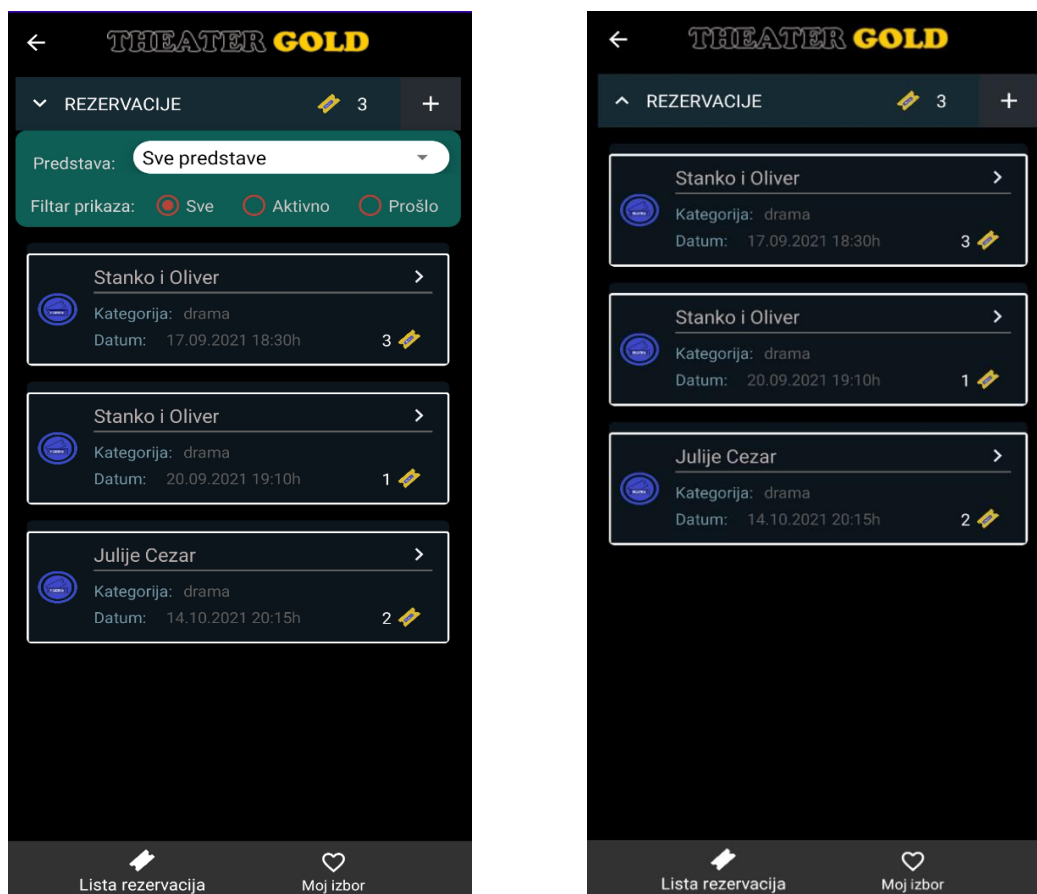 THEATER GOLD
REZERVACIJE 3 +
Predstava: Sve predstave
Filtar prikaza: Sve Aktivno Prošlo
Stanko i Oliver
Kategorija: drama
Datum: 17.09.2021 18:30h 3
Stanko i Oliver
Kategorija: drama
Datum: 20.09.2021 19:10h 1
Julije Cezar
Kategorija: drama
Datum: 14.10.2021 20:15h 2
Lista rezervacija Moj izbor
THEATER GOLD
REZERVACIJE 3 +
Stanko i Oliver
Kategorija: drama
Datum: 17.09.2021 18:30h 3
Stanko i Oliver
Kategorija: drama
Datum: 20.09.2021 19:10h 1
Julije Cezar
Kategorija: drama
Datum: 14.10.2021 20:15h 2
Lista rezervacija Moj izbor